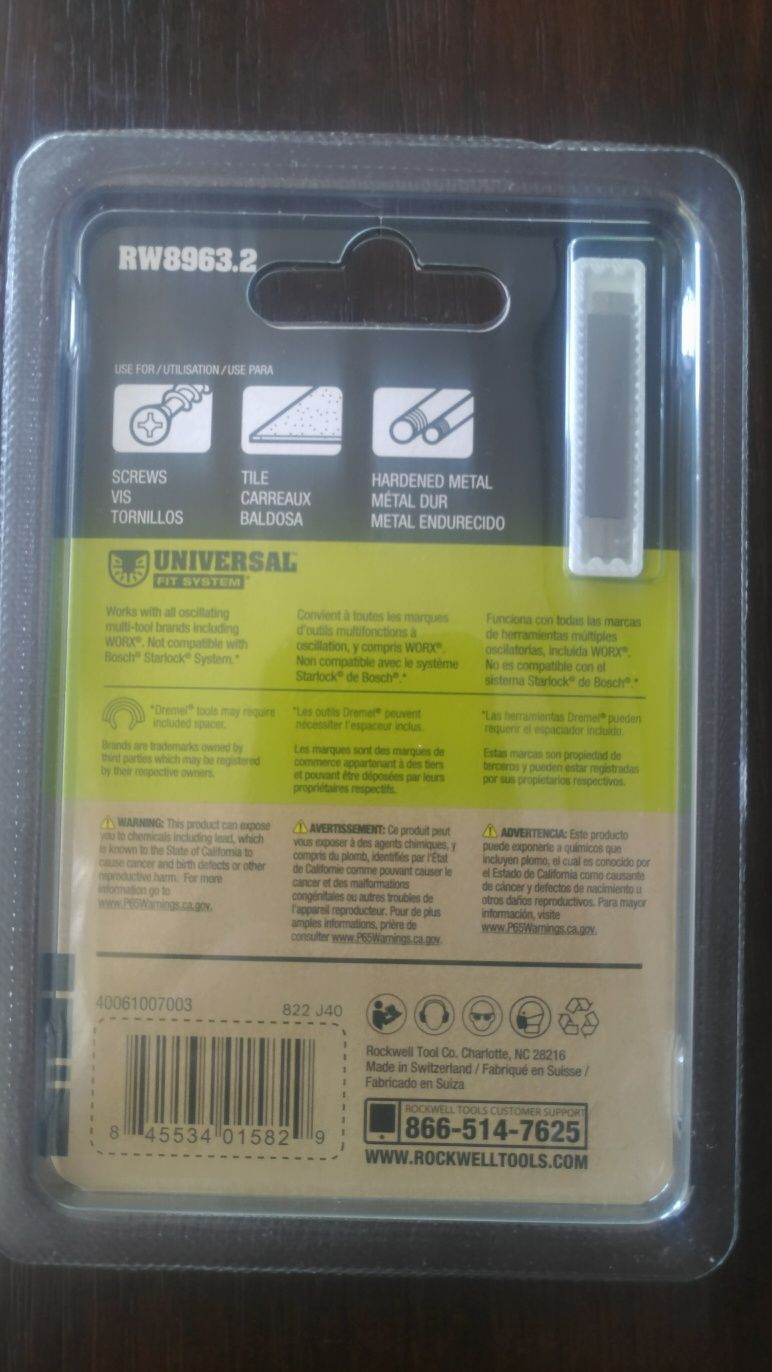 RW8963.2
USE FOR / UTILISATION / USE PARA
SCREWS
VIS
TORNILLOS
TILE
CARREAUX
BALDOSA
HARDENED METAL
MÉTAL DUR
METAL ENDURECIDO
UNIVERSAL™
FIT SYSTEM®
Works with all oscillating
multi-tool brands including
WORX®. Not compatible with
Bosch® Starlock® System.*
Convient à toutes les marques
d'outils multifonctions à
oscillation, y compris WORX®.
Non compatible avec le système
Starlock® de Bosch®.*
Funciona con todas las marcas
de herramientas múltiples
oscilatorias, incluida WORX®.
No es compatible con el
sistema Starlock® de Bosch®.*
*Dremel® tools may require
included spacer.
Brands are trademarks owned by
third parties which may be registered
by their respective owners.
*Les outils Dremel® peuvent
nécessiter l'espaceur inclus.
Les marques sont des marques de
commerce appartenant à des tiers
et pouvant être déposées par leurs
propriétaires respectifs.
*Las herramientas Dremel® pueden
requerir el espaciador incluido.
Estas marcas son propiedad de
terceros y pueden estar registradas
por sus propietarios respectivos.
WARNING: This product can expose
you to chemicals including lead, which
is known to the State of California to
cause cancer and birth defects or other
reproductive harm. For more
information go to
www.P65Warnings.ca.gov.
AVERTISSEMENT: Ce produit peut
vous exposer à des agents chimiques, y
compris du plomb, identifiés par l'État
de Californie comme pouvant causer le
cancer et des malformations
congénitales ou autres troubles de
l'appareil reproducteur. Pour de plus
amples informations, prière de
consulter www.P65Warnings.ca.gov.
ADVERTENCIA: Este producto
puede exponerle a químicos que
incluyen plomo, el cual es conocido por
el Estado de California como causante
de cáncer y defectos de nacimiento u
otros daños reproductivos. Para mayor
información, visite
www.P65Warnings.ca.gov.
40061007003
822 J40
8 45534 01582 9
Rockwell Tool Co. Charlotte, NC 28216
Made in Switzerland / Fabriqué en Suisse /
Fabricado en Suiza
ROCKWELL TOOLS CUSTOMER SUPPORT
866-514-7625
WWW.ROCKWELLTOOLS.COM